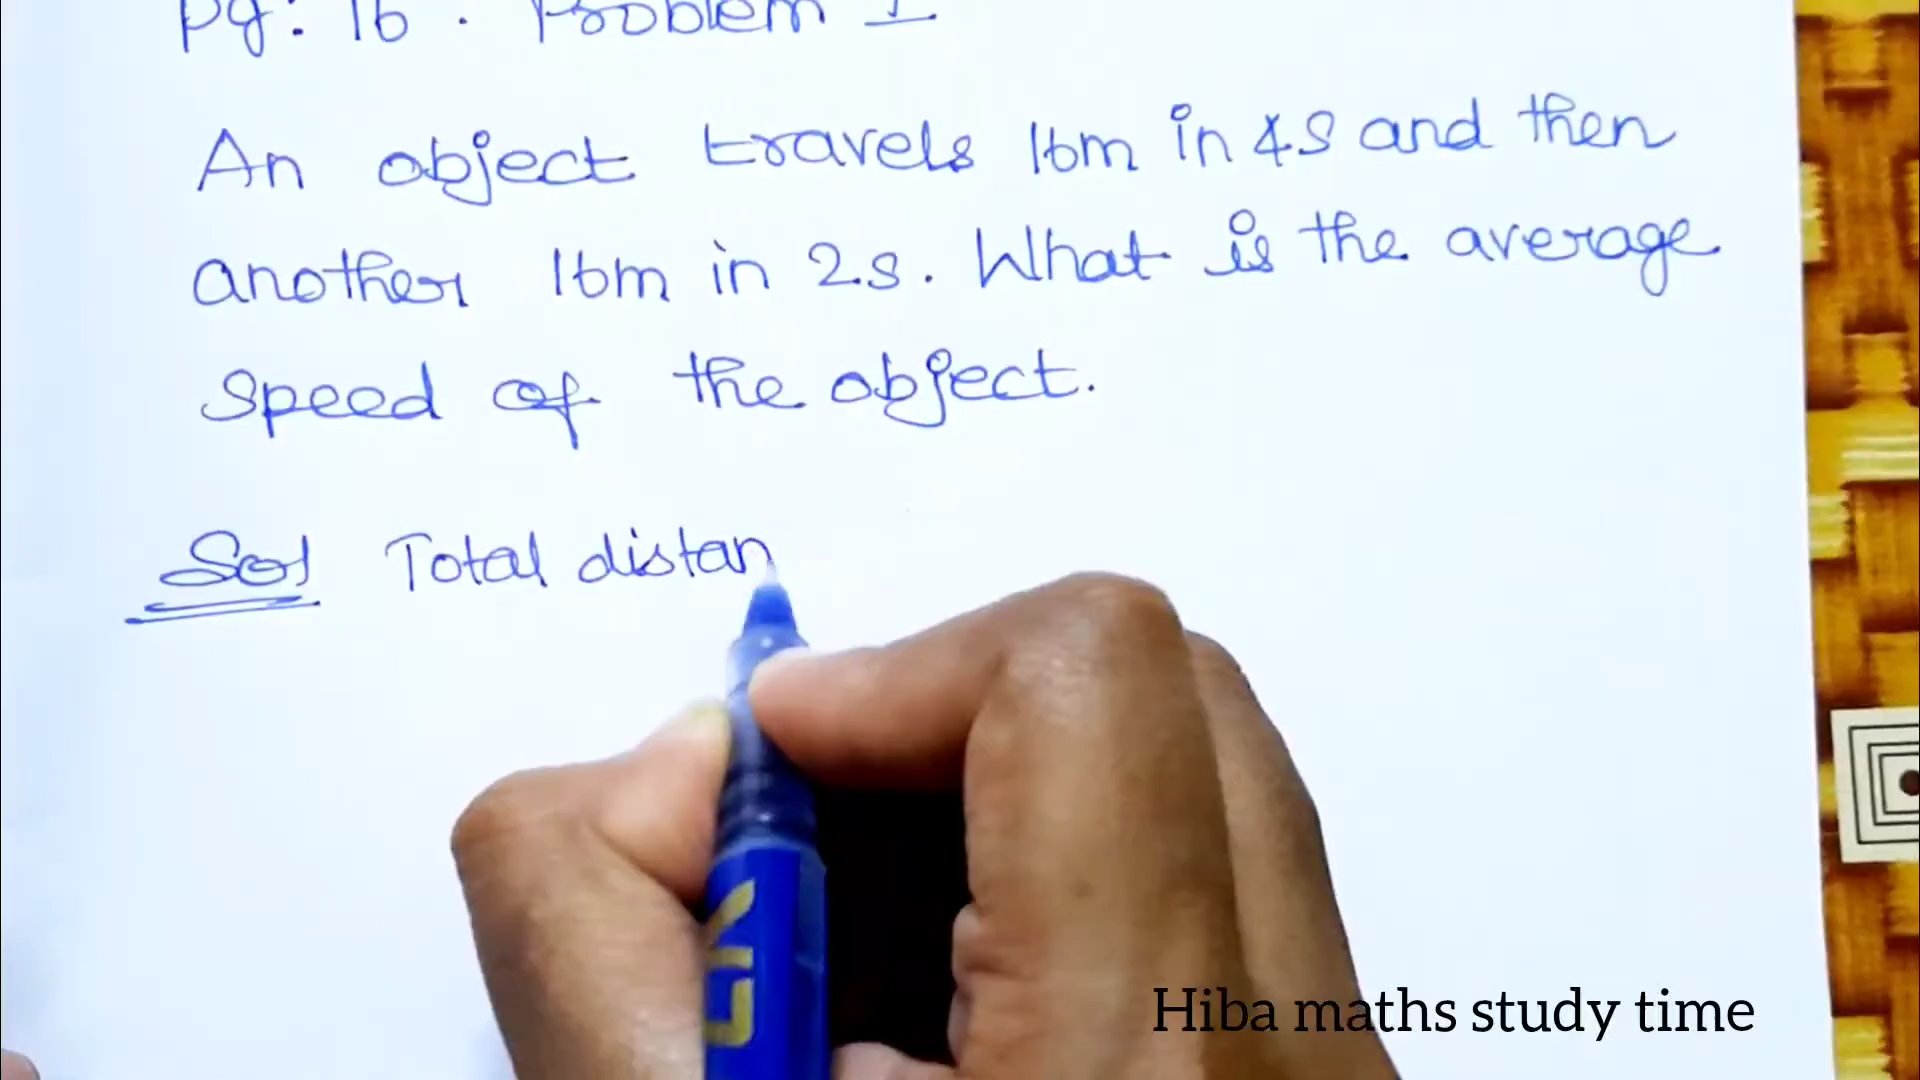 Pg: 16 . Problem 1
An object travels 16m in 4s and then
another 16m in 2s. What is the average
speed of the object.
Sol Total distan
Hiba maths study time